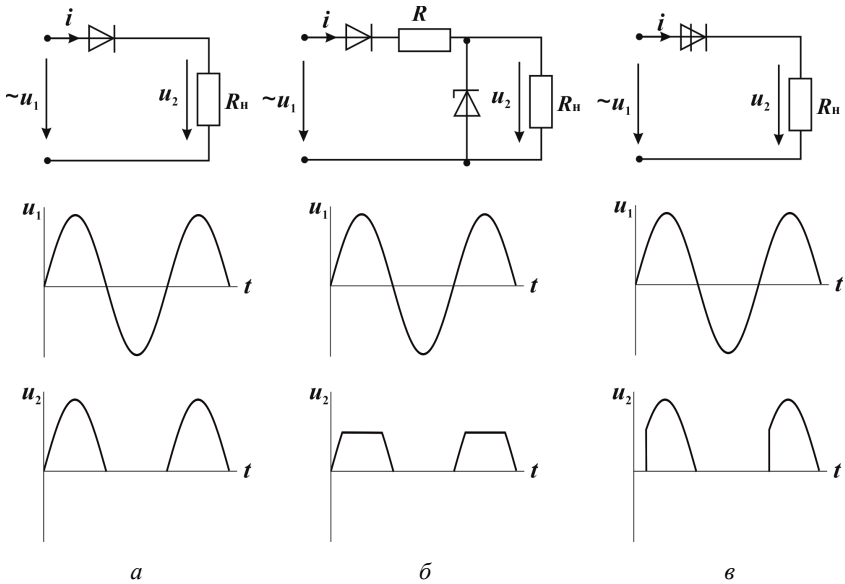 i
~u₁
u₂
Rн
i
R
~u₁
u₂
Rн
i
~u₁
u₂
Rн
u₁
t
u₁
t
u₁
t
u₂
t
u₂
t
u₂
t
а
б
в